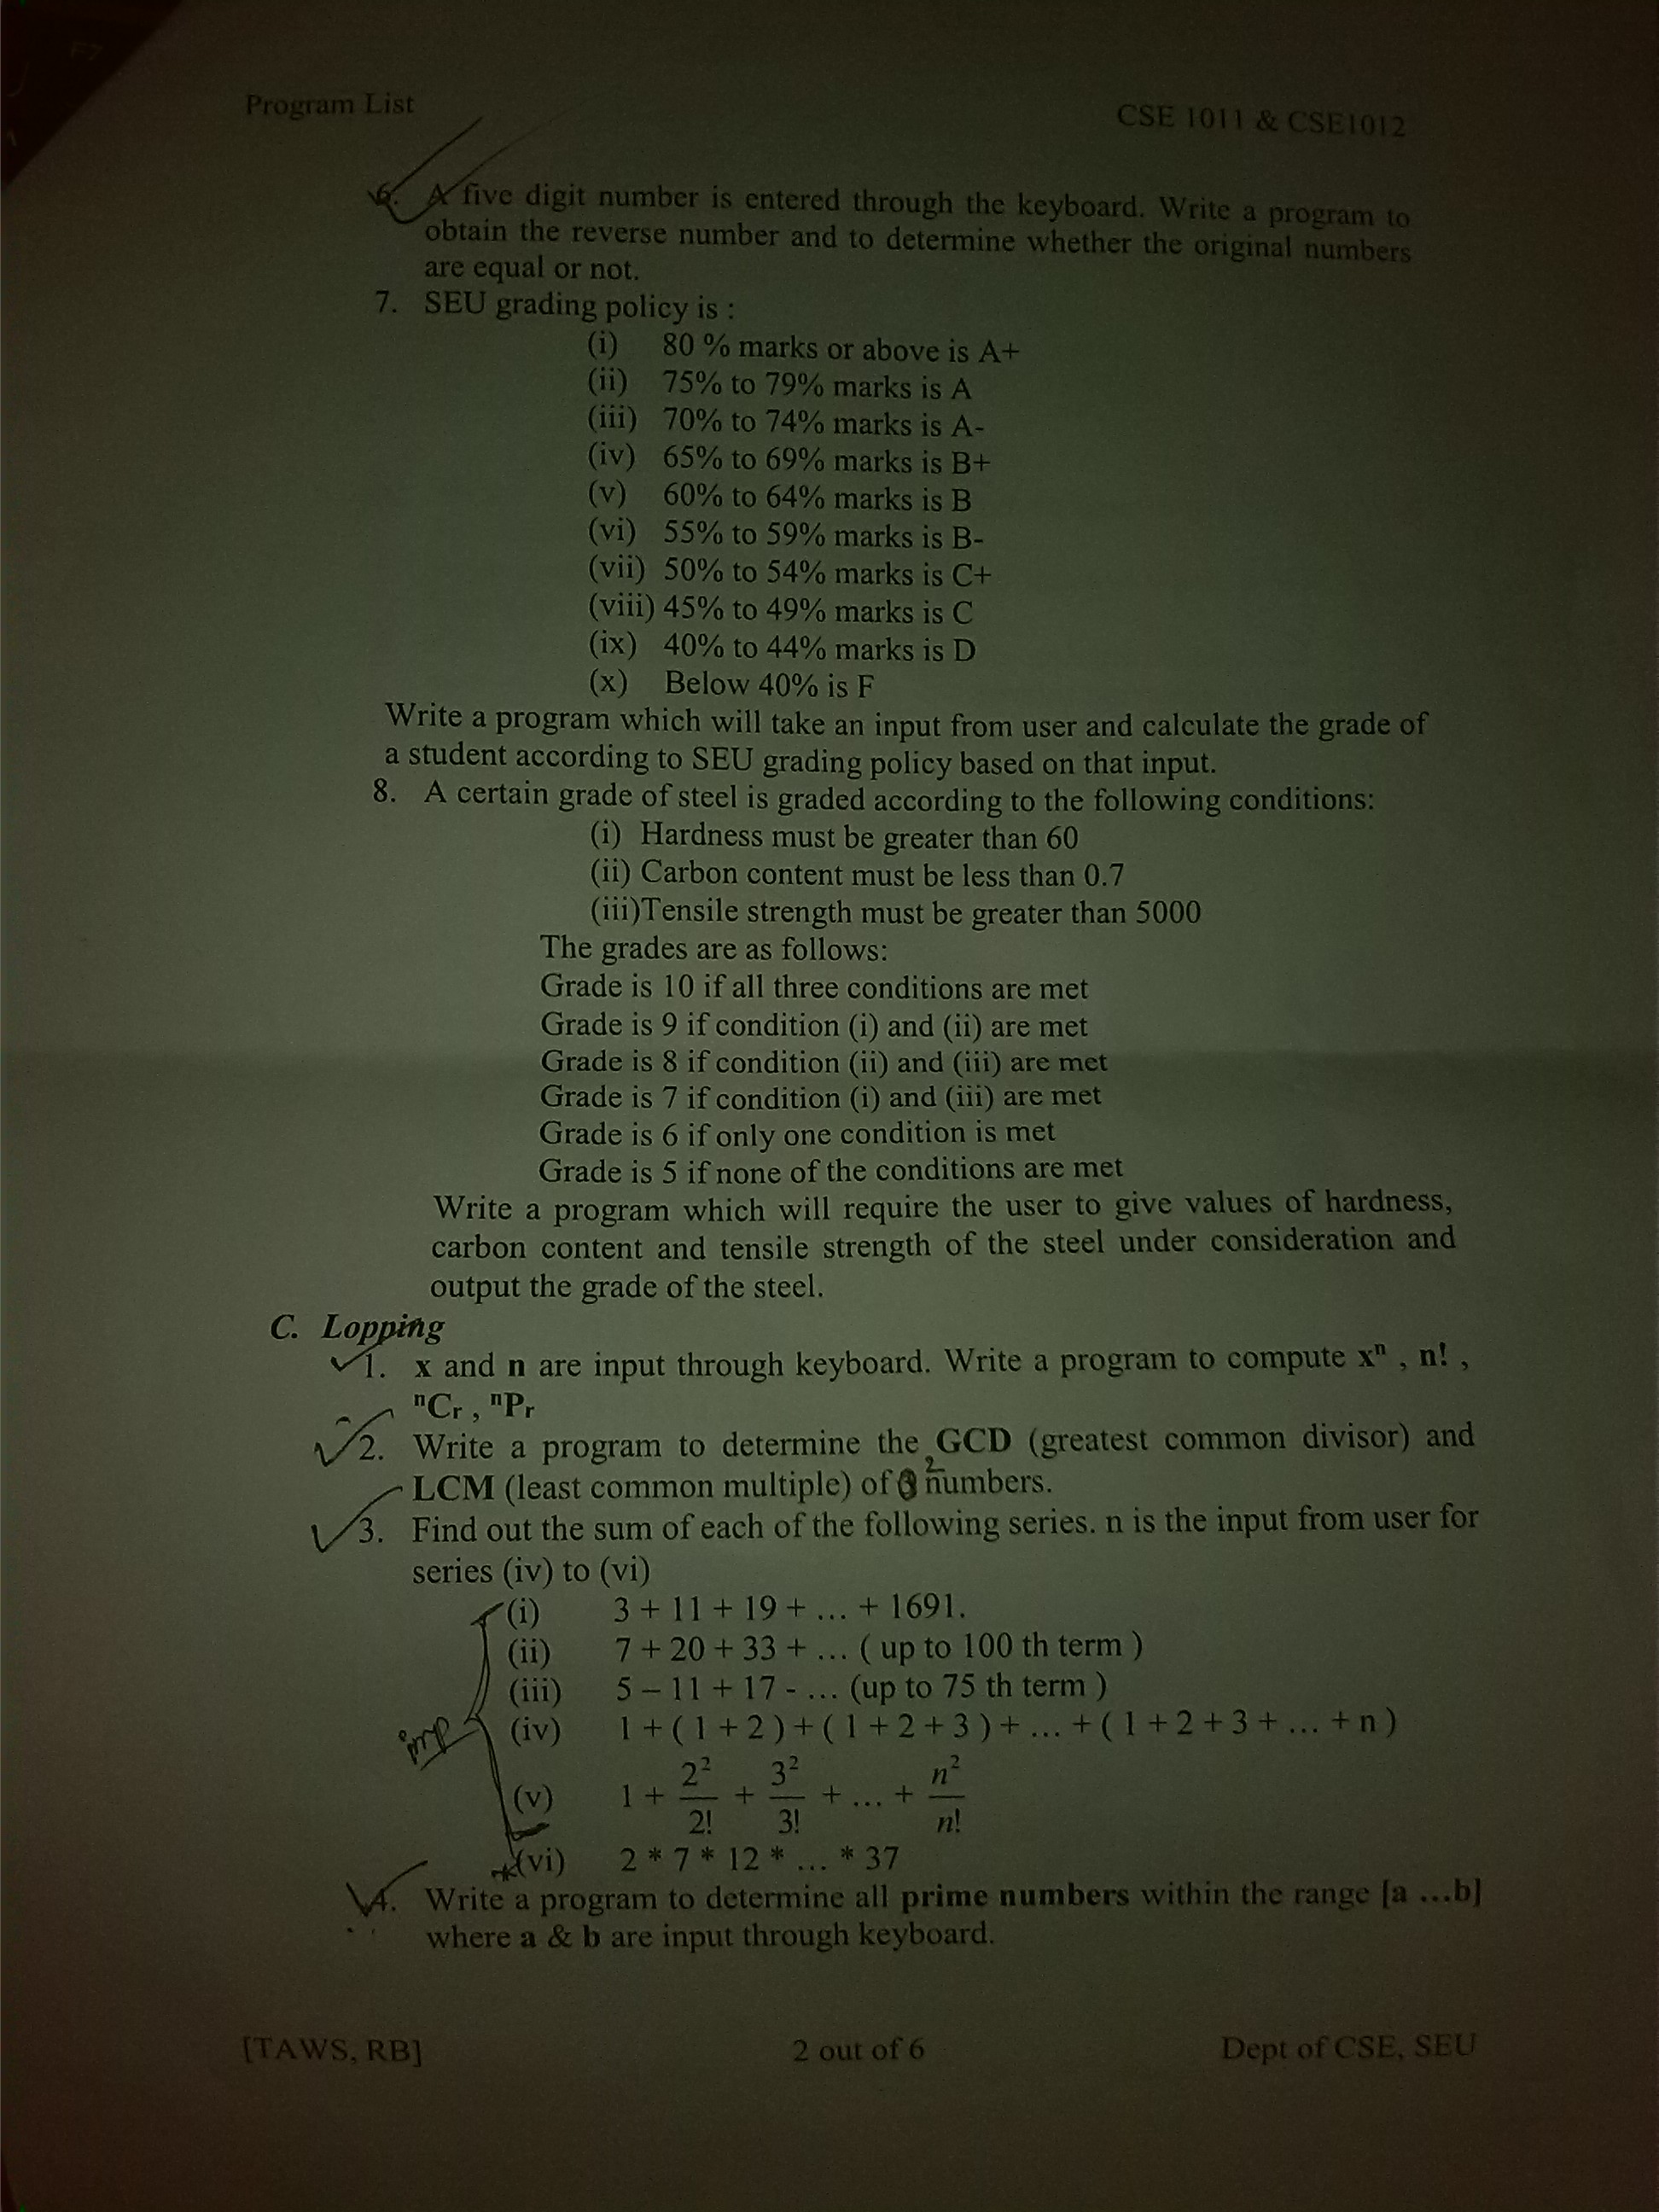 Program List
CSE 1011 & CSE1012
6. A five digit number is entered through the keyboard. Write a program to
obtain the reverse number and to determine whether the original numbers
are equal or not.
7. SEU grading policy is :
(i) 80 % marks or above is A+
(ii) 75% to 79% marks is A
(iii) 70% to 74% marks is A-
(iv) 65% to 69% marks is B+
(v) 60% to 64% marks is B
(vi) 55% to 59% marks is B-
(vii) 50% to 54% marks is C+
(viii) 45% to 49% marks is C
(ix) 40% to 44% marks is D
(x) Below 40% is F
Write a program which will take an input from user and calculate the grade of
a student according to SEU grading policy based on that input.
8. A certain grade of steel is graded according to the following conditions:
(i) Hardness must be greater than 60
(ii) Carbon content must be less than 0.7
(iii)Tensile strength must be greater than 5000
The grades are as follows:
Grade is 10 if all three conditions are met
Grade is 9 if condition (i) and (ii) are met
Grade is 8 if condition (ii) and (iii) are met
Grade is 7 if condition (i) and (iii) are met
Grade is 6 if only one condition is met
Grade is 5 if none of the conditions are met
Write a program which will require the user to give values of hardness,
carbon content and tensile strength of the steel under consideration and
output the grade of the steel.
C. Lopping
1. x and n are input through keyboard. Write a program to compute xⁿ , n! ,
ⁿCᵣ , ⁿPᵣ
2. Write a program to determine the GCD (greatest common divisor) and
LCM (least common multiple) of 2 numbers.
3. Find out the sum of each of the following series. n is the input from user for
series (iv) to (vi)
(i) 3 + 11 + 19 + ... + 1691.
(ii) 7 + 20 + 33 + ... ( up to 100 th term )
(iii) 5 – 11 + 17 - ... (up to 75 th term )
imp (iv) 1 + ( 1 + 2 ) + ( 1 + 2 + 3 ) + ... + ( 1 + 2 + 3 + ... + n )
(v) 1 + 2²/2! + 3²/3! + ... + n²/n!
*(vi) 2 * 7 * 12 * ... * 37
4. Write a program to determine all prime numbers within the range [a ...b]
where a & b are input through keyboard.
[TAWS, RB]
2 out of 6
Dept of CSE, SEU